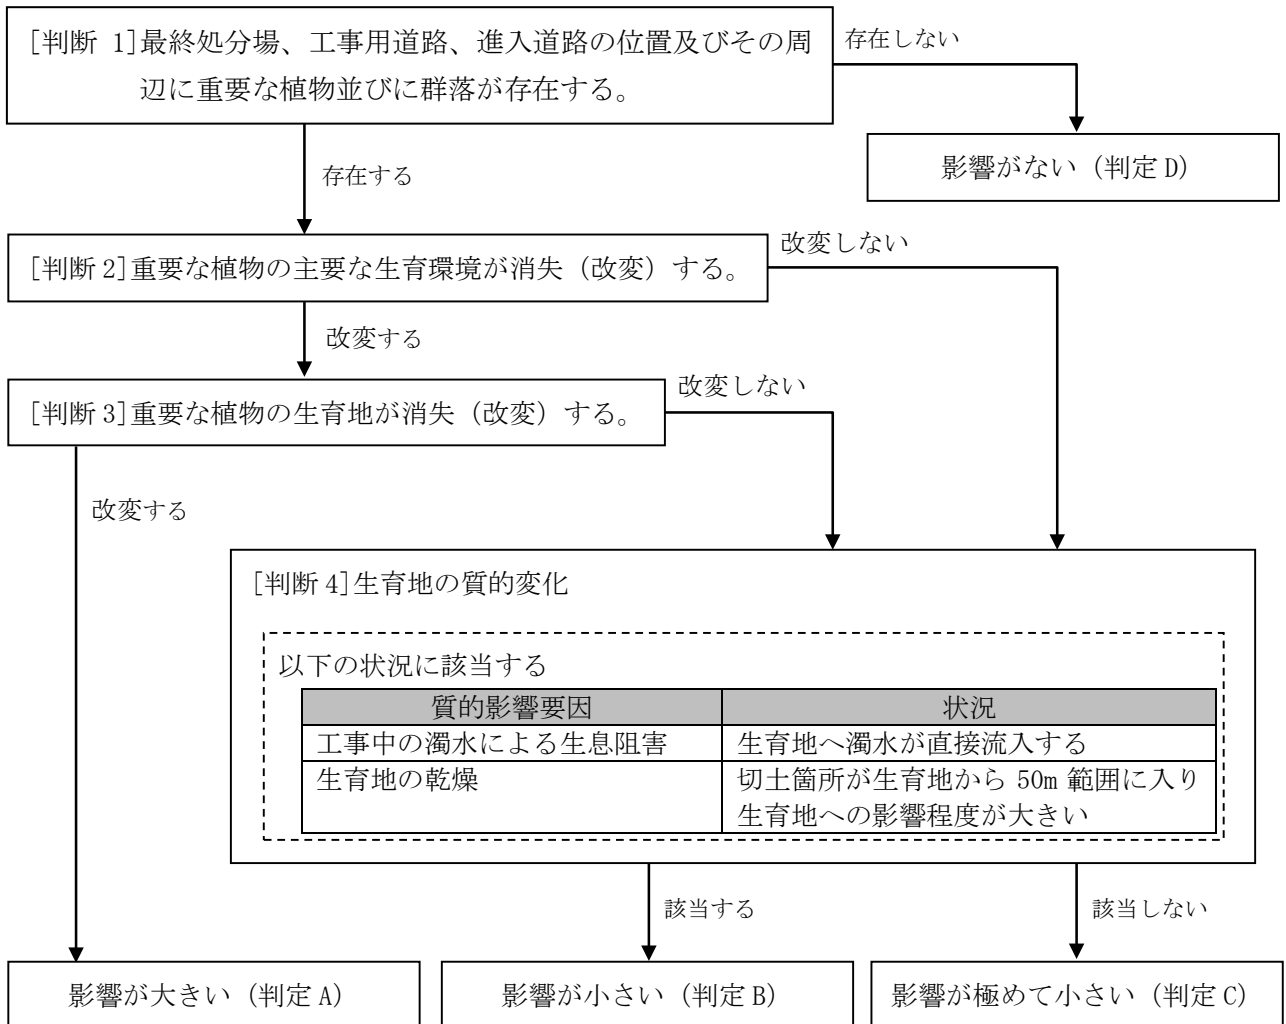 [判断 1]最終処分場、工事用道路、進入道路の位置及びその周
辺に重要な植物並びに群落が存在する。
存在しない
影響がない（判定 D）
存在する
[判断 2]重要な植物の主要な生育環境が消失（改変）する。
改変しない
改変する
[判断 3]重要な植物の生育地が消失（改変）する。
改変しない
改変する
[判断 4]生育地の質的変化
以下の状況に該当する
質的影響要因
状況
工事中の濁水による生息阻害
生育地へ濁水が直接流入する
生育地の乾燥
切土箇所が生育地から 50m 範囲に入り
生育地への影響程度が大きい
該当する
該当しない
影響が大きい（判定 A）
影響が小さい（判定 B）
影響が極めて小さい（判定 C）